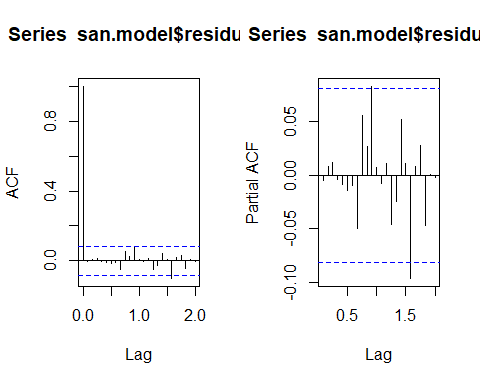 Series san.model$residu
Series san.model$residu
ACF
0.0
0.4
0.8
0.0
1.0
2.0
Lag
Partial ACF
-0.10
-0.05
0.00
0.05
0.5
1.5
Lag